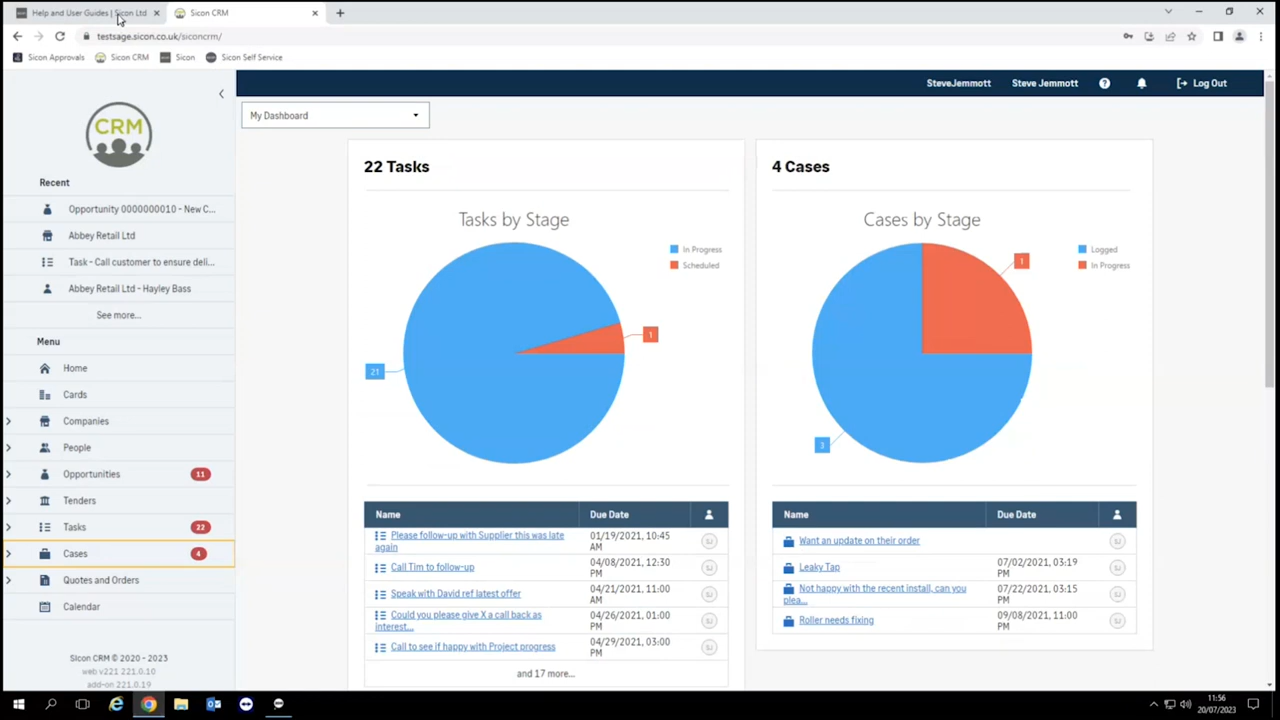 Help and User Guides | Sicon Ltd
Sicon CRM
testsage.sicon.co.uk/siconcrm/
Sicon Approvals
Sicon CRM
Sicon
Sicon Self Service
SteveJemmott
Steve Jemmott
Log Out
CRM
My Dashboard
Recent
Opportunity 0000000010 - New C...
Abbey Retail Ltd
Task - Call customer to ensure deli...
Abbey Retail Ltd - Hayley Bass
See more...
Menu
Home
Cards
Companies
People
Opportunities 11
Tenders
Tasks 22
Cases 4
Quotes and Orders
Calendar
Sicon CRM © 2020 - 2023
web v221 221.0.10
add-on 221.0.19
22 Tasks
Tasks by Stage
In Progress
Scheduled
1
21
Name Due Date
Please follow-up with Supplier this was late
again
01/19/2021, 10:45
AM
Call Tim to follow-up
04/08/2021, 12:30
PM
Speak with David ref latest offer
04/21/2021, 11:00
AM
Could you please give X a call back as
interest...
04/26/2021, 01:00
PM
Call to see if happy with Project progress
04/29/2021, 03:00
PM
and 17 more...
4 Cases
Cases by Stage
Logged
In Progress
1
3
Name Due Date
Want an update on their order
Leaky Tap
07/02/2021, 03:19
PM
Not happy with the recent install, can you
plea...
07/22/2021, 03:15
PM
Roller needs fixing
09/08/2021, 11:00
PM
11:56
20/07/2023